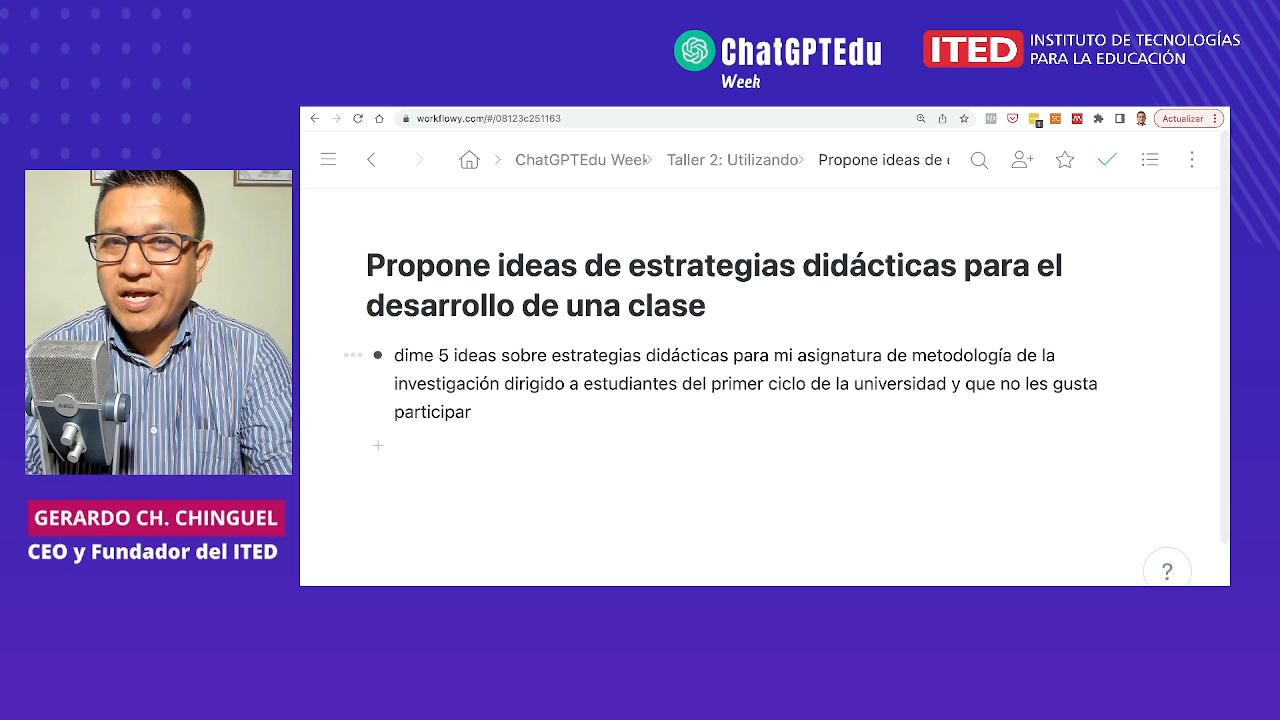 ChatGPTEdu
Week
ITED
INSTITUTO DE TECNOLOGÍAS
PARA LA EDUCACIÓN
workflowy.com/#/08123c251163
Actualizar
ChatGPTEdu Week
Taller 2: Utilizando
Propone ideas de
Propone ideas de estrategias didácticas para el
desarrollo de una clase
dime 5 ideas sobre estrategias didácticas para mi asignatura de metodología de la
investigación dirigido a estudiantes del primer ciclo de la universidad y que no les gusta
participar
?
AKG
GERARDO CH. CHINGUEL
CEO y Fundador del ITED